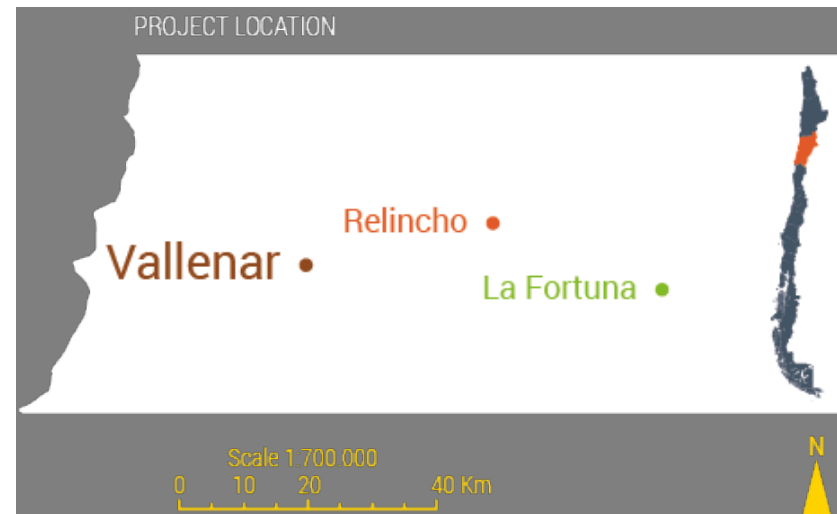 PROJECT LOCATION
Relincho
Vallenar
La Fortuna
Scale 1:700.000
0 10 20 40 Km
N